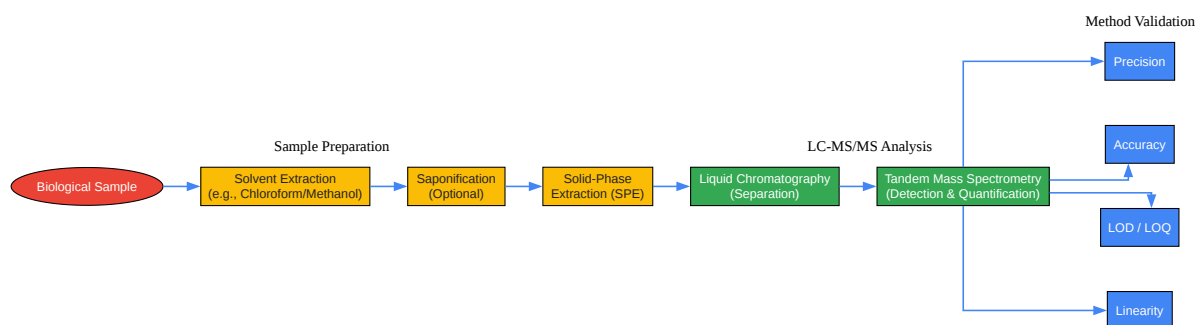 Method Validation
Precision
Sample Preparation
LC-MS/MS Analysis
Accuracy
Biological Sample
Solvent Extraction
(e.g., Chloroform/Methanol)
Saponification
(Optional)
Solid-Phase
Extraction (SPE)
Liquid Chromatography
(Separation)
Tandem Mass Spectrometry
(Detection & Quantification)
LOD / LOQ
Linearity